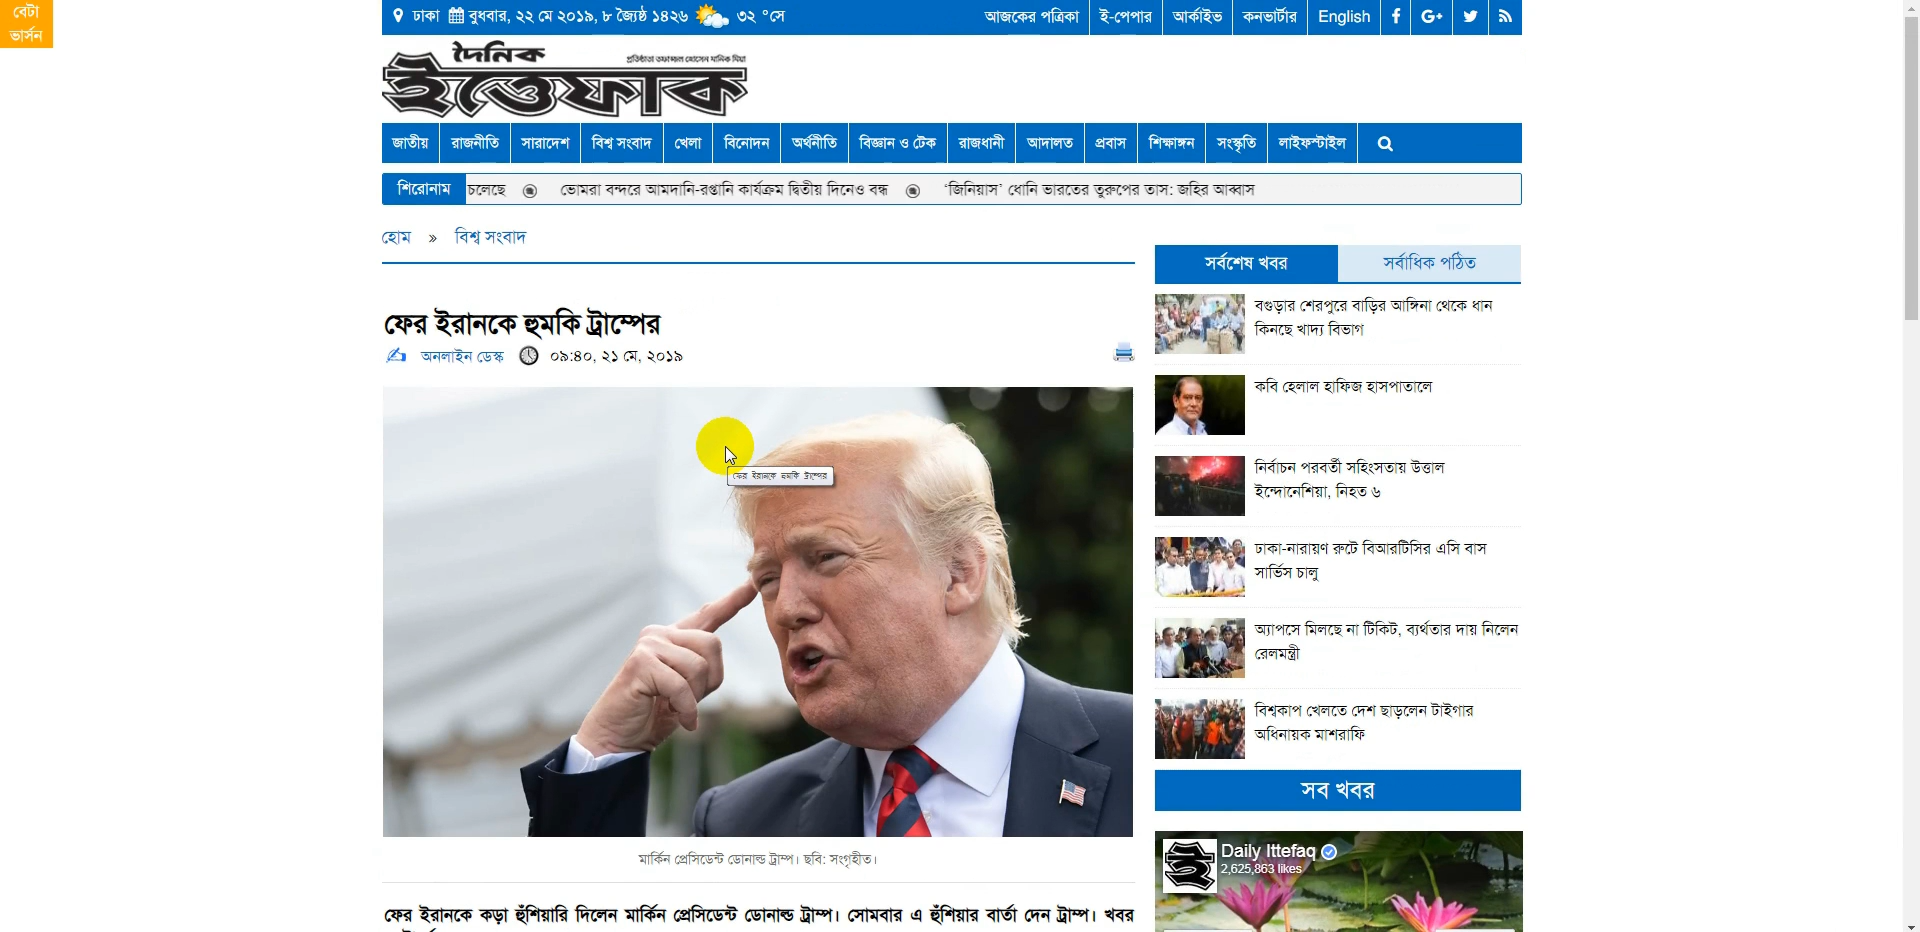 বেটা
ভার্সন
ঢাকা বুধবার, ২২ মে ২০১৯, ৮ জ্যৈষ্ঠ ১৪২৬ ৩২ °সে
আজকের পত্রিকা ই-পেপার আর্কাইভ কনভার্টার English
দৈনিক
ইত্তেফাক
জাতীয় রাজনীতি সারাদেশ বিশ্ব সংবাদ খেলা বিনোদন অর্থনীতি বিজ্ঞান ও টেক রাজধানী আদালত প্রবাস শিক্ষাঙ্গন সংস্কৃতি লাইফস্টাইল
শিরোনাম চলেছে ভোমরা বন্দরে আমদানি-রপ্তানি কার্যক্রম দ্বিতীয় দিনেও বন্ধ ‘জিনিয়াস’ ধোনি ভারতের তুরুপের তাস: জহির আব্বাস
হোম » বিশ্ব সংবাদ
ফের ইরানকে হুমকি ট্রাম্পের
অনলাইন ডেস্ক ০৯:৪০, ২১ মে, ২০১৯
ফের ইরানকে হুমকি ট্রাম্পের
মার্কিন প্রেসিডেন্ট ডোনাল্ড ট্রাম্প। ছবি: সংগৃহীত।
ফের ইরানকে কড়া হুঁশিয়ারি দিলেন মার্কিন প্রেসিডেন্ট ডোনাল্ড ট্রাম্প। সোমবার এ হুঁশিয়ার বার্তা দেন ট্রাম্প। খবর
সর্বশেষ খবর সর্বাধিক পঠিত
বগুড়ার শেরপুরে বাড়ির আঙ্গিনা থেকে ধান
কিনছে খাদ্য বিভাগ
কবি হেলাল হাফিজ হাসপাতালে
নির্বাচন পরবর্তী সহিংসতায় উত্তাল
ইন্দোনেশিয়া, নিহত ৬
ঢাকা-নারায়ণ রুটে বিআরটিসির এসি বাস
সার্ভিস চালু
অ্যাপসে মিলছে না টিকিট, ব্যর্থতার দায় নিলেন
রেলমন্ত্রী
বিশ্বকাপ খেলতে দেশ ছাড়লেন টাইগার
অধিনায়ক মাশরাফি
সব খবর
Daily Ittefaq
2,625,863 likes